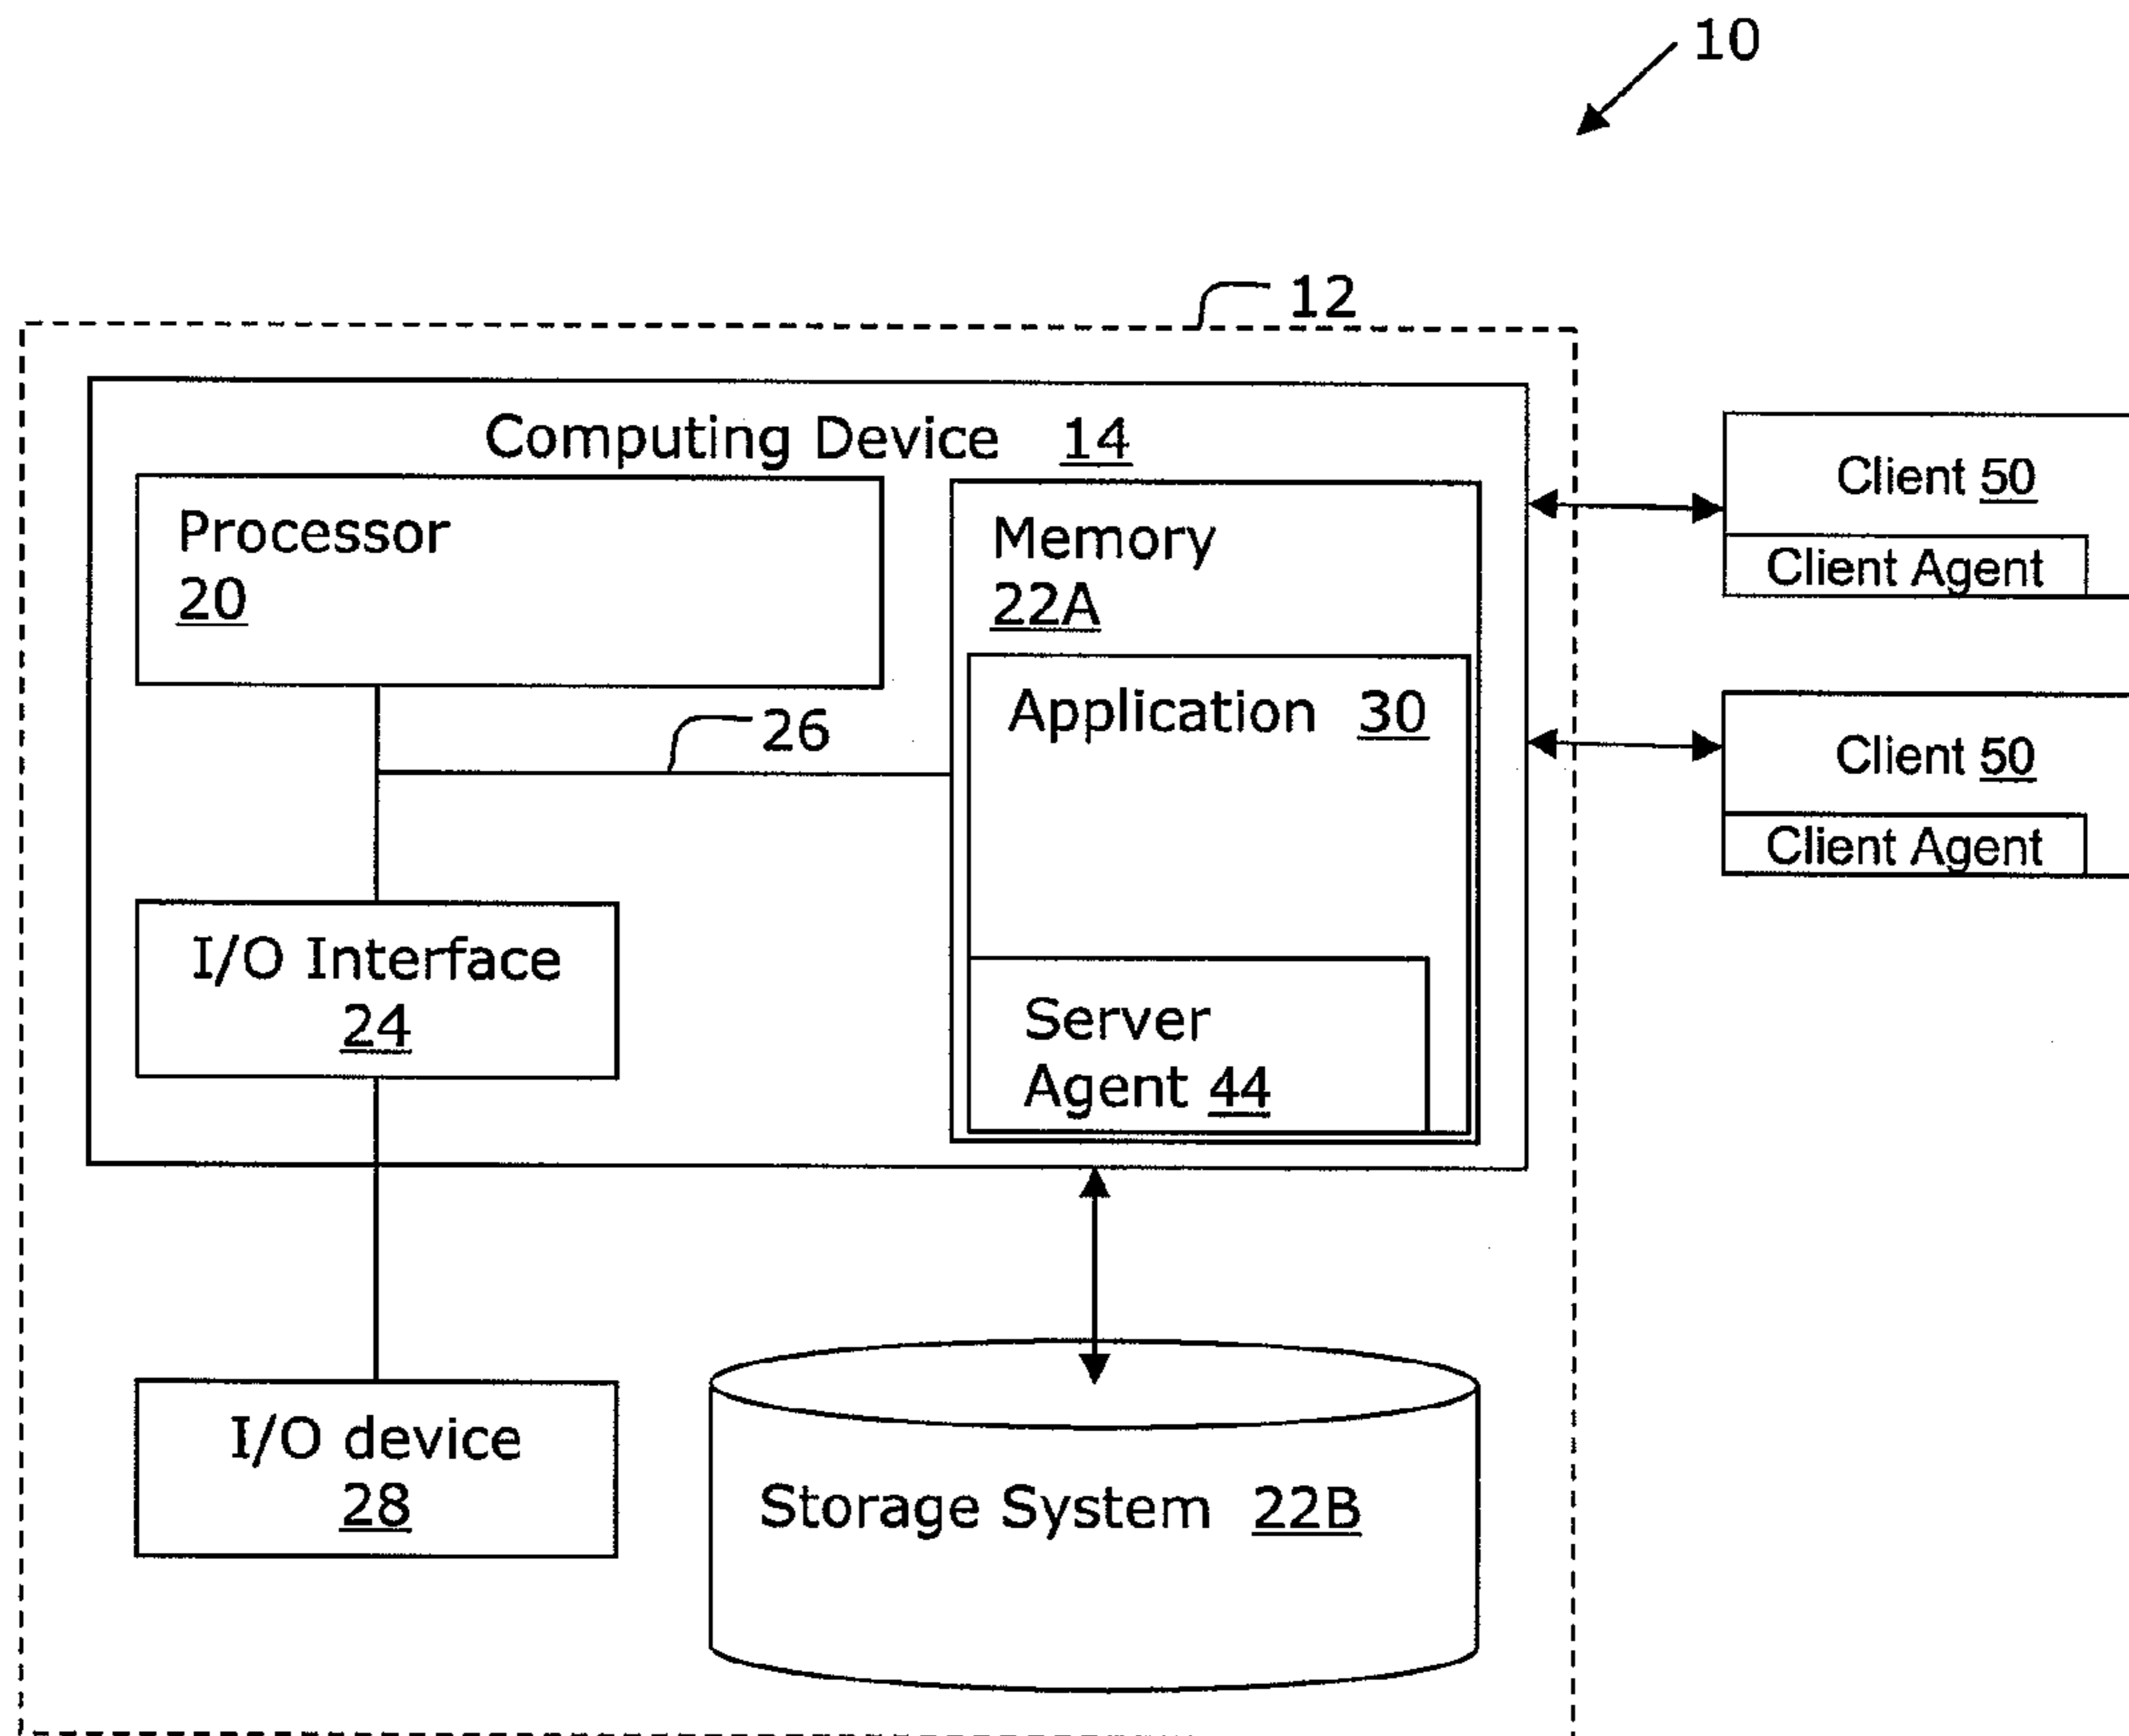 10
12
Computing Device 14
Processor
20
Memory
22A
Application 30
26
Server
Agent 44
I/O Interface
24
I/O device
28
Storage System 22B
Client 50
Client Agent
Client 50
Client Agent